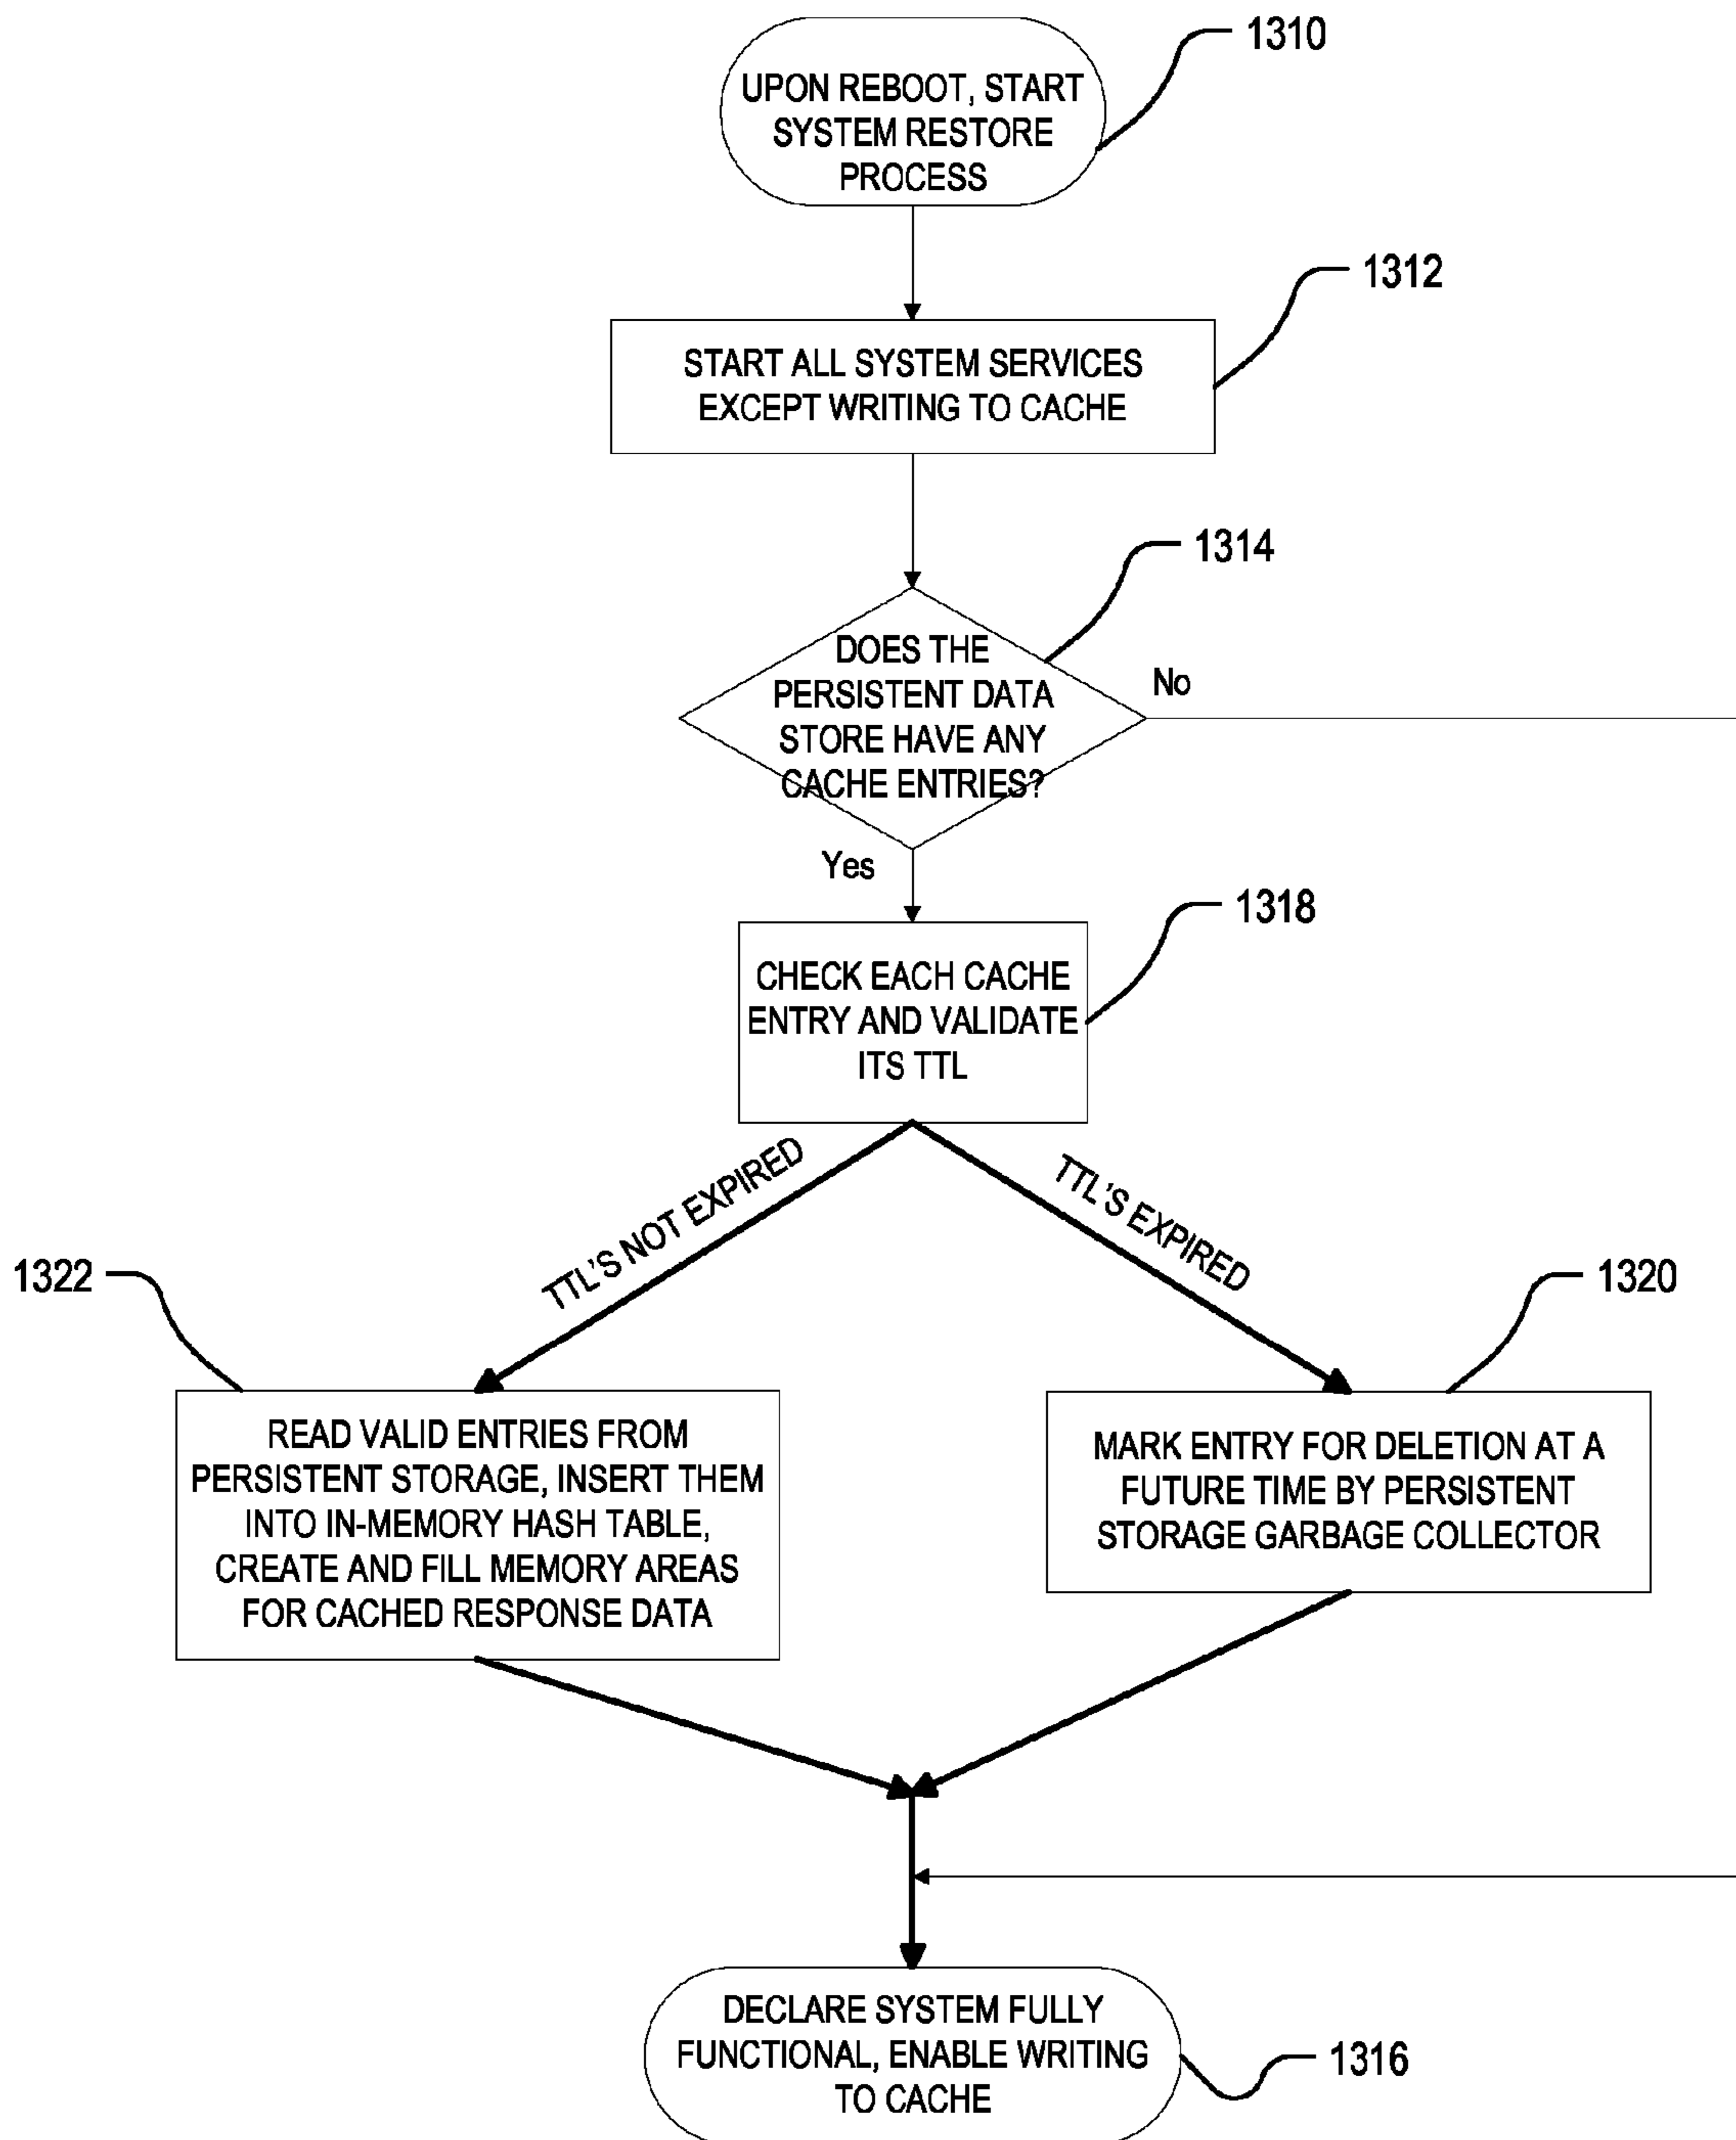 1310
UPON REBOOT, START
SYSTEM RESTORE
PROCESS
1312
START ALL SYSTEM SERVICES
EXCEPT WRITING TO CACHE
1314
DOES THE
PERSISTENT DATA
STORE HAVE ANY
CACHE ENTRIES?
No
Yes
1318
CHECK EACH CACHE
ENTRY AND VALIDATE
ITS TTL
TTL'S NOT EXPIRED
TTL'S EXPIRED
1322
1320
READ VALID ENTRIES FROM
PERSISTENT STORAGE, INSERT THEM
INTO IN-MEMORY HASH TABLE,
CREATE AND FILL MEMORY AREAS
FOR CACHED RESPONSE DATA
MARK ENTRY FOR DELETION AT A
FUTURE TIME BY PERSISTENT
STORAGE GARBAGE COLLECTOR
DECLARE SYSTEM FULLY
FUNCTIONAL, ENABLE WRITING
TO CACHE
1316